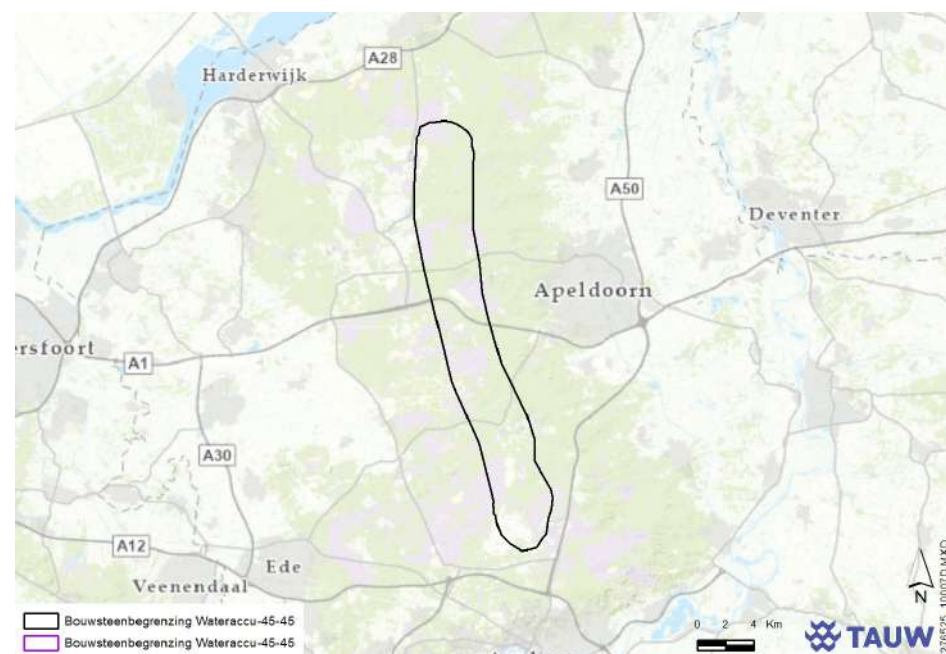 A28
Harderwijk
A50
Deventer
Apeldoorn
ersfoort
A1
A30
A12
Ede
Veenendaal
Bouwsteenbegrenzing Wateraccu-45-45
Bouwsteenbegrenzing Wateraccu-45-45
0 2 4 Km
N
TAUW